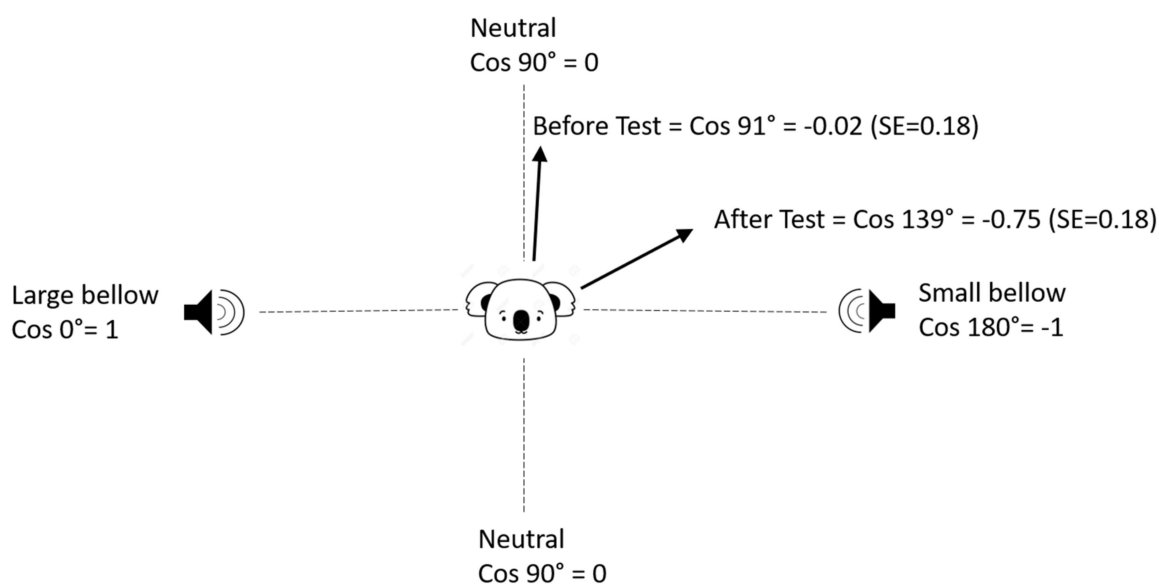 Neutral
Cos 90° = 0
Before Test = Cos 91° = -0.02 (SE=0.18)
After Test = Cos 139° = -0.75 (SE=0.18)
Large bellow
Cos 0°= 1
Small bellow
Cos 180°= -1
Neutral
Cos 90° = 0